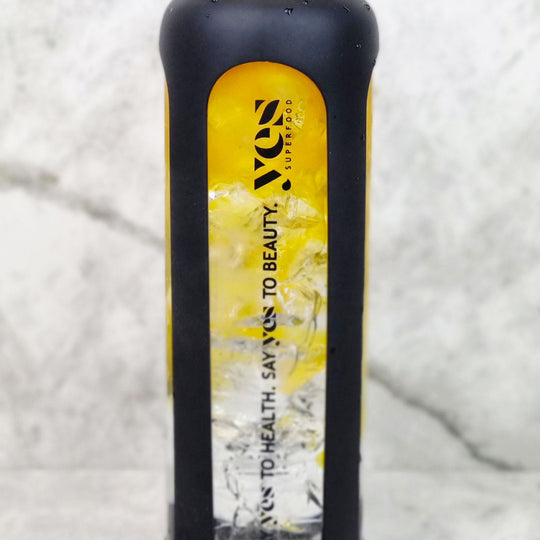 yes
SUPERFOOD
yes TO HEALTH. SAY yes TO BEAUTY.